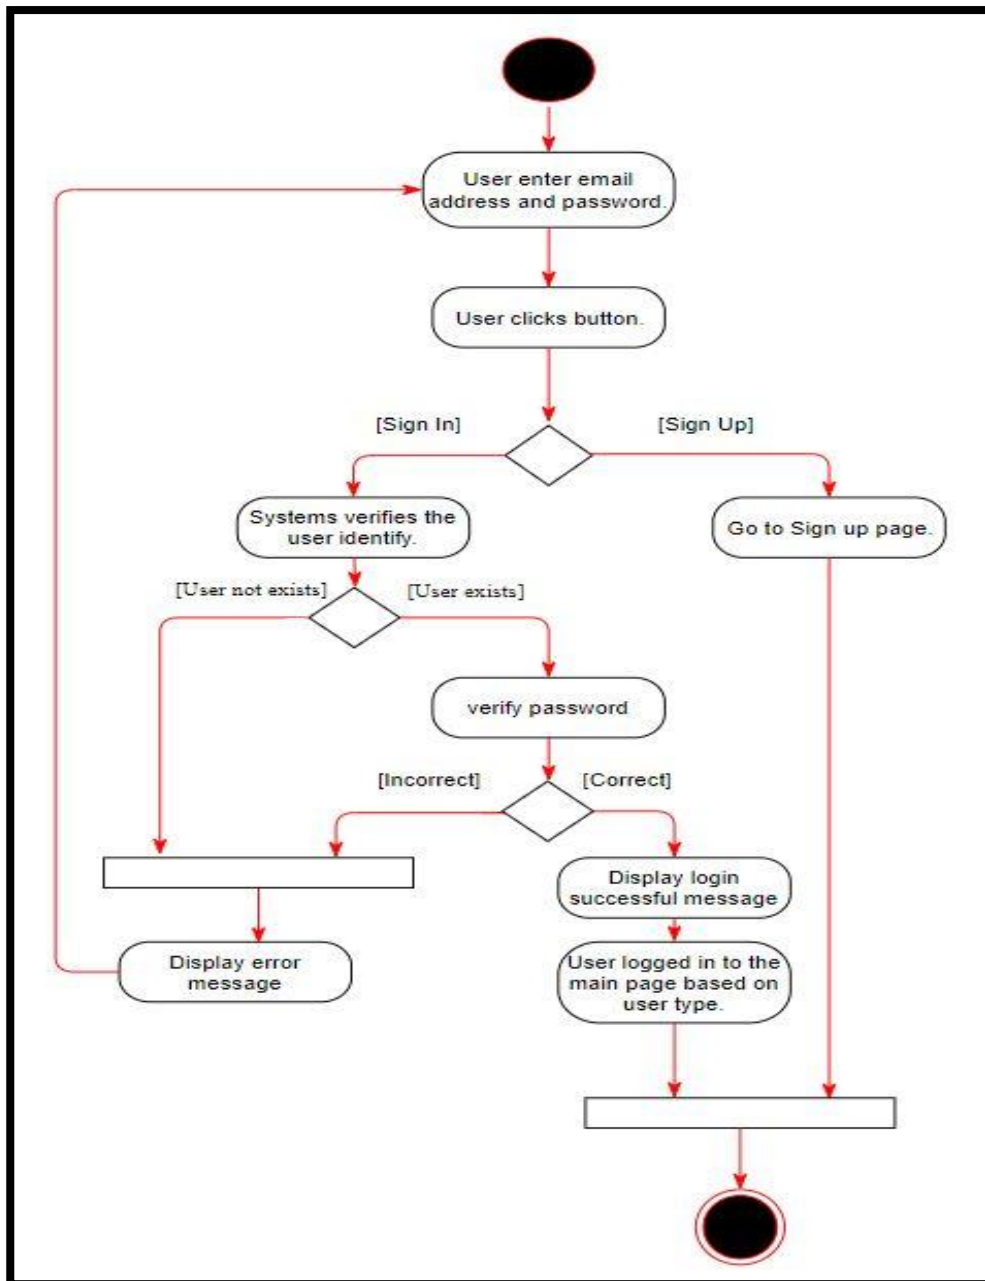 User enter email
address and password.
User clicks button.
[Sign In]
[Sign Up]
Systems verifies the
user identify.
Go to Sign up page.
[User not exists]
[User exists]
verify password
[Incorrect]
[Correct]
Display login
successful message
Display error
message
User logged in to the
main page based on
user type.